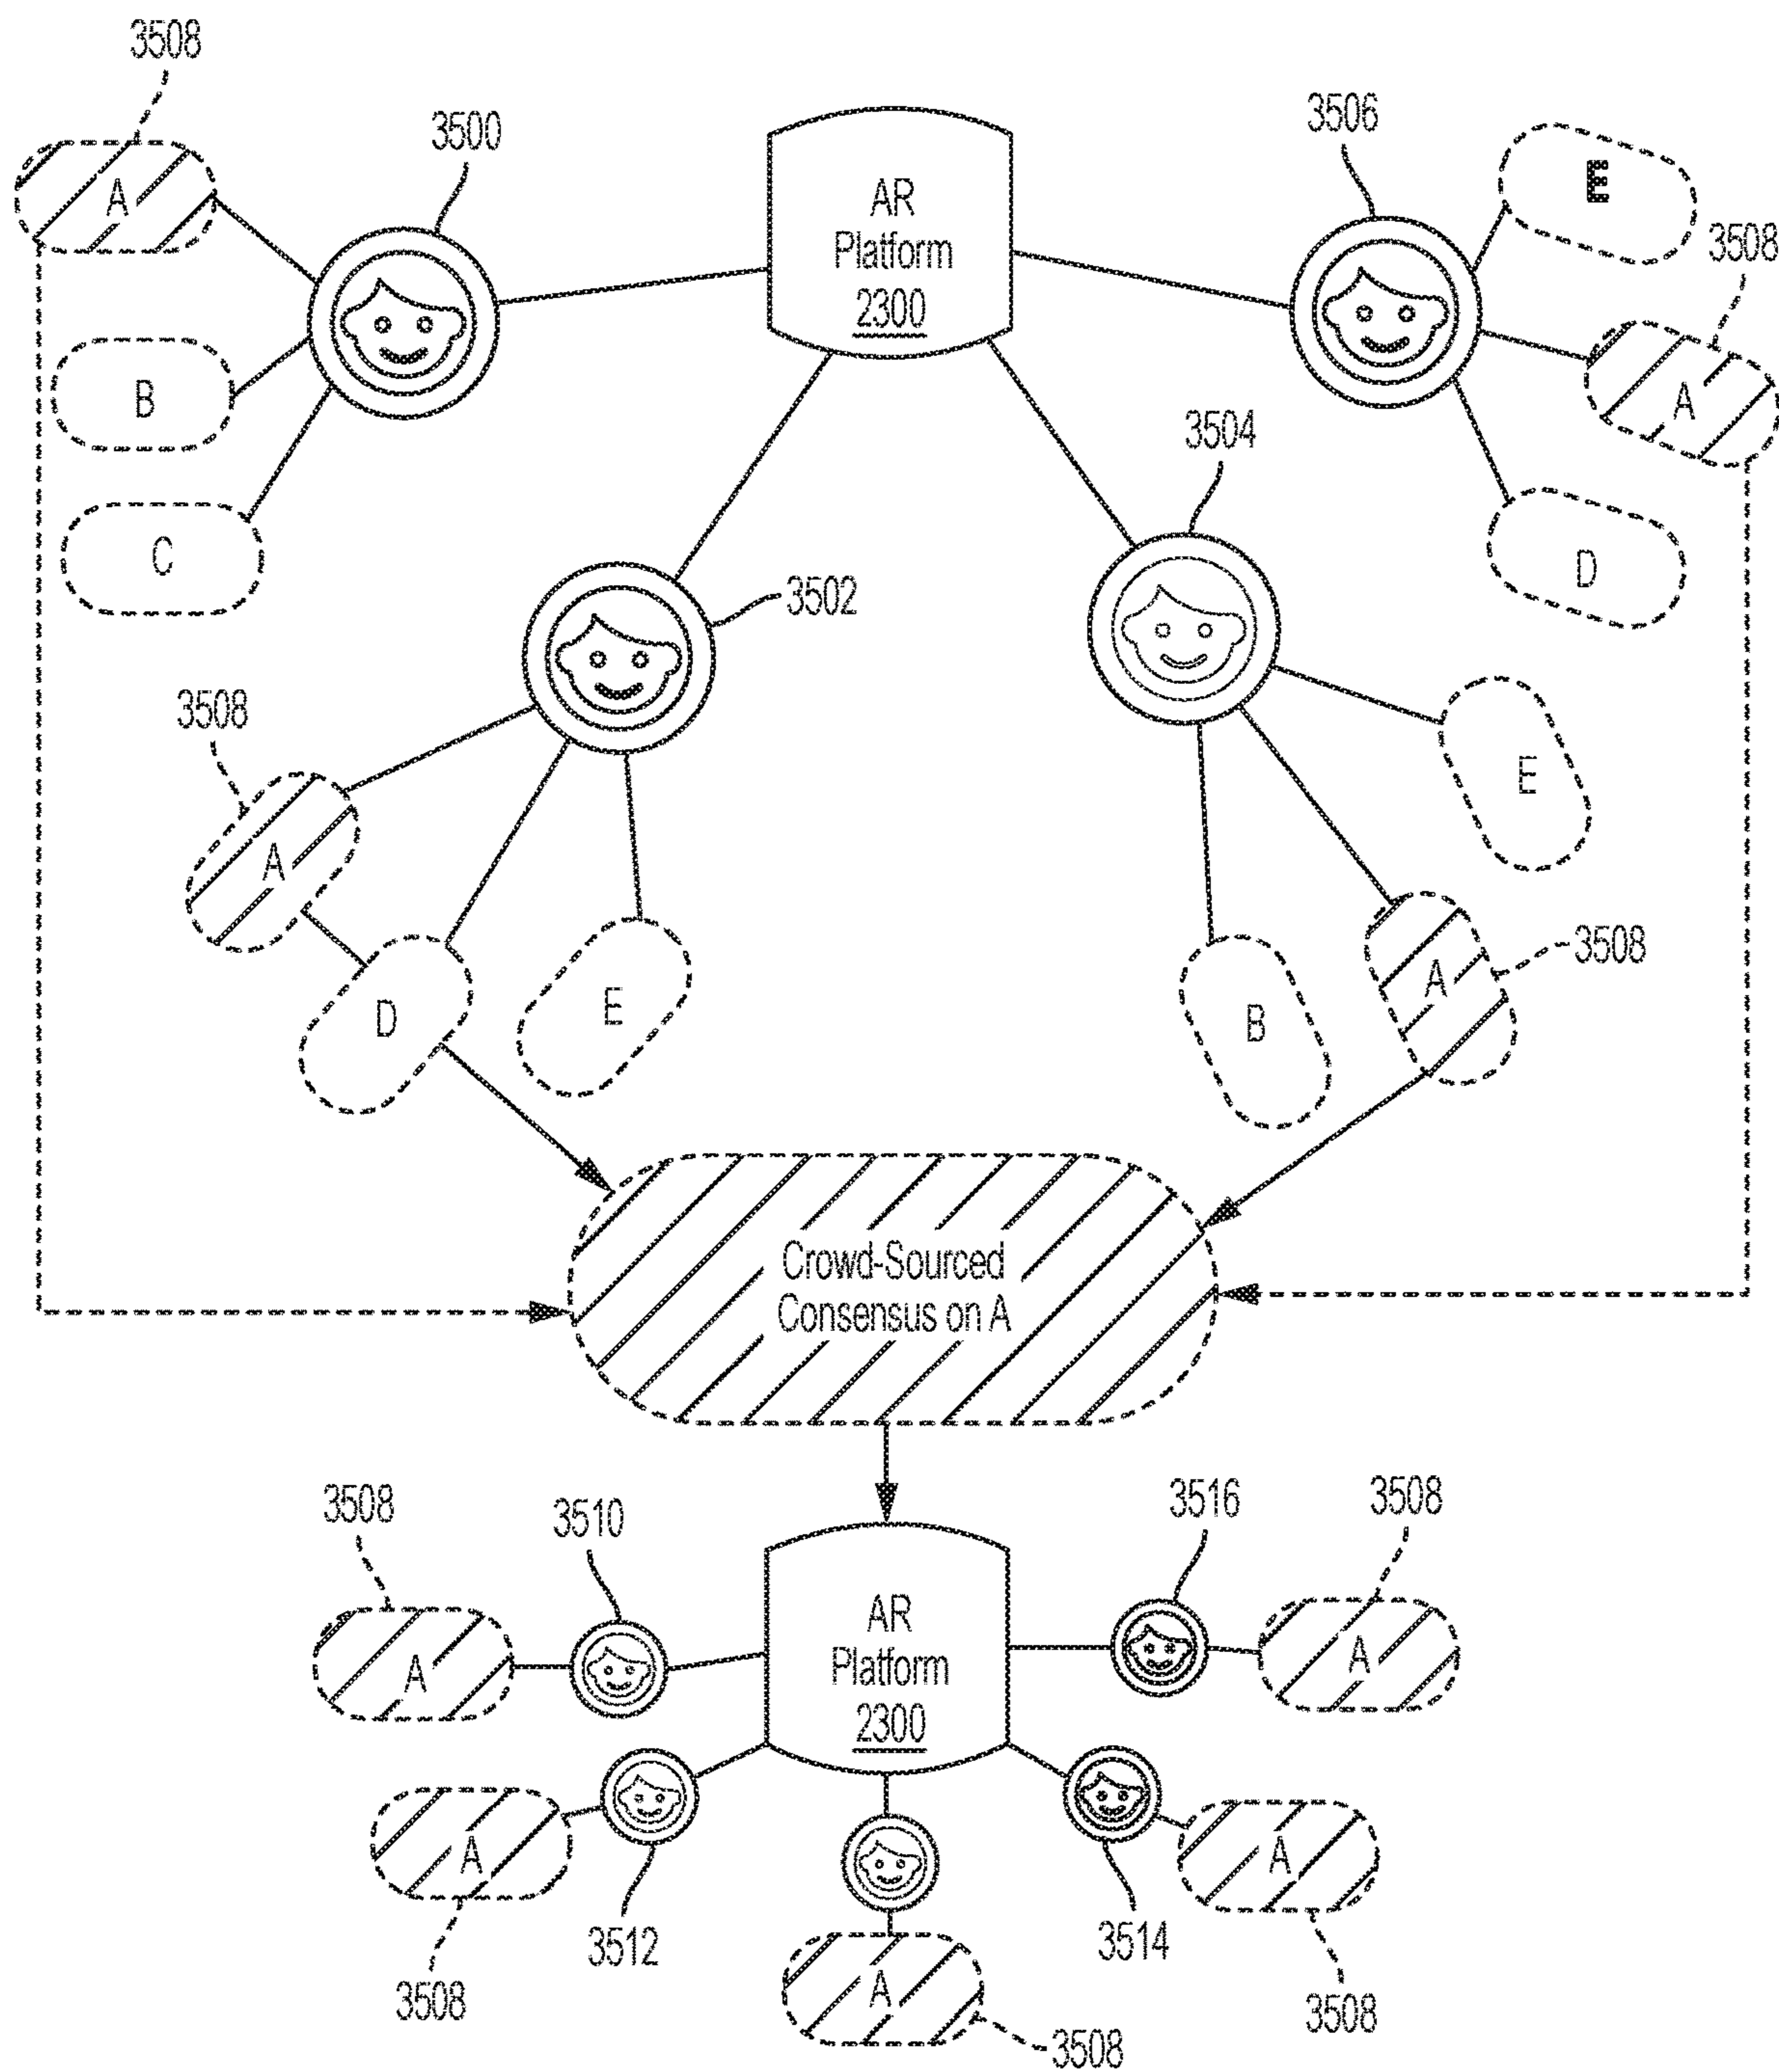 3508
3500
3506
E
A
AR
Platform
2300
3508
3504
B
A
C
D
3502
3508
E
A
3508
A
D
E
B
Crowd-Sourced
Consensus on A
3508
3510
3516
3508
AR
Platform
2300
A
A
A
A
3512
3514
3508
A
3508
3508